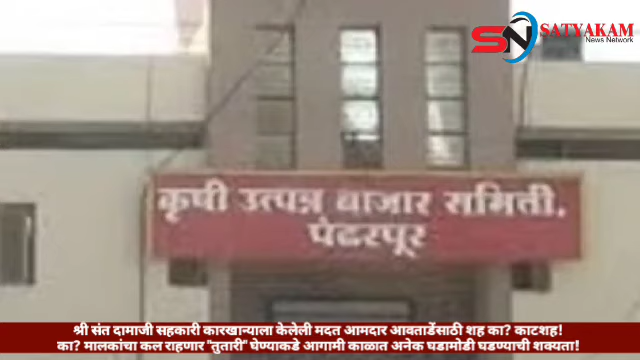 SN SATYAKAM
News Network
कृषी उत्पन्न बाजार समिती.
पंढरपूर
श्री संत दामाजी सहकारी कारखान्याला केलेली मदत आमदार आवताडेंसाठी शह का? काटशह!
का? मालकांचा कल राहणार "तुतारी" घेण्याकडे आगामी काळात अनेक घडामोडी घडण्याची शक्यता!